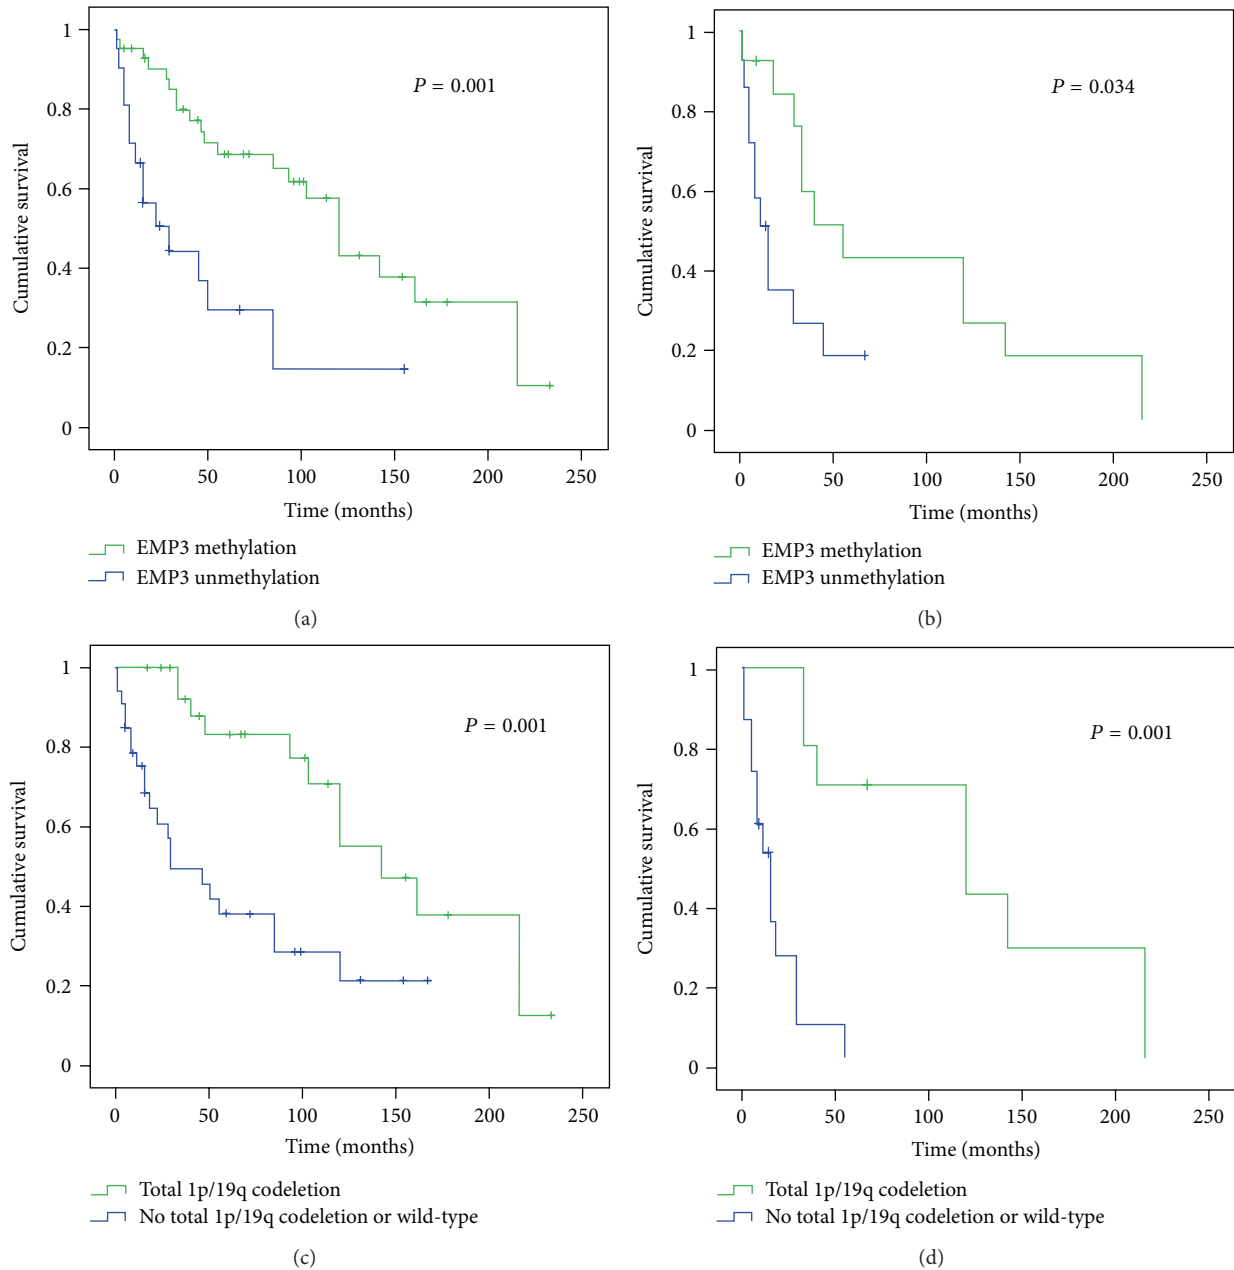 1
0.8
0.6
0.4
0.2
0
Cumulative survival
P = 0.001
0 50 100 150 200 250
Time (months)
EMP3 methylation
EMP3 unmethylation
(a)
1
0.8
0.6
0.4
0.2
0
Cumulative survival
P = 0.034
0 50 100 150 200 250
Time (months)
EMP3 methylation
EMP3 unmethylation
(b)
1
0.8
0.6
0.4
0.2
0
Cumulative survival
P = 0.001
0 50 100 150 200 250
Time (months)
Total 1p/19q codeletion
No total 1p/19q codeletion or wild-type
(c)
1
0.8
0.6
0.4
0.2
0
Cumulative survival
P = 0.001
0 50 100 150 200 250
Time (months)
Total 1p/19q codeletion
No total 1p/19q codeletion or wild-type
(d)